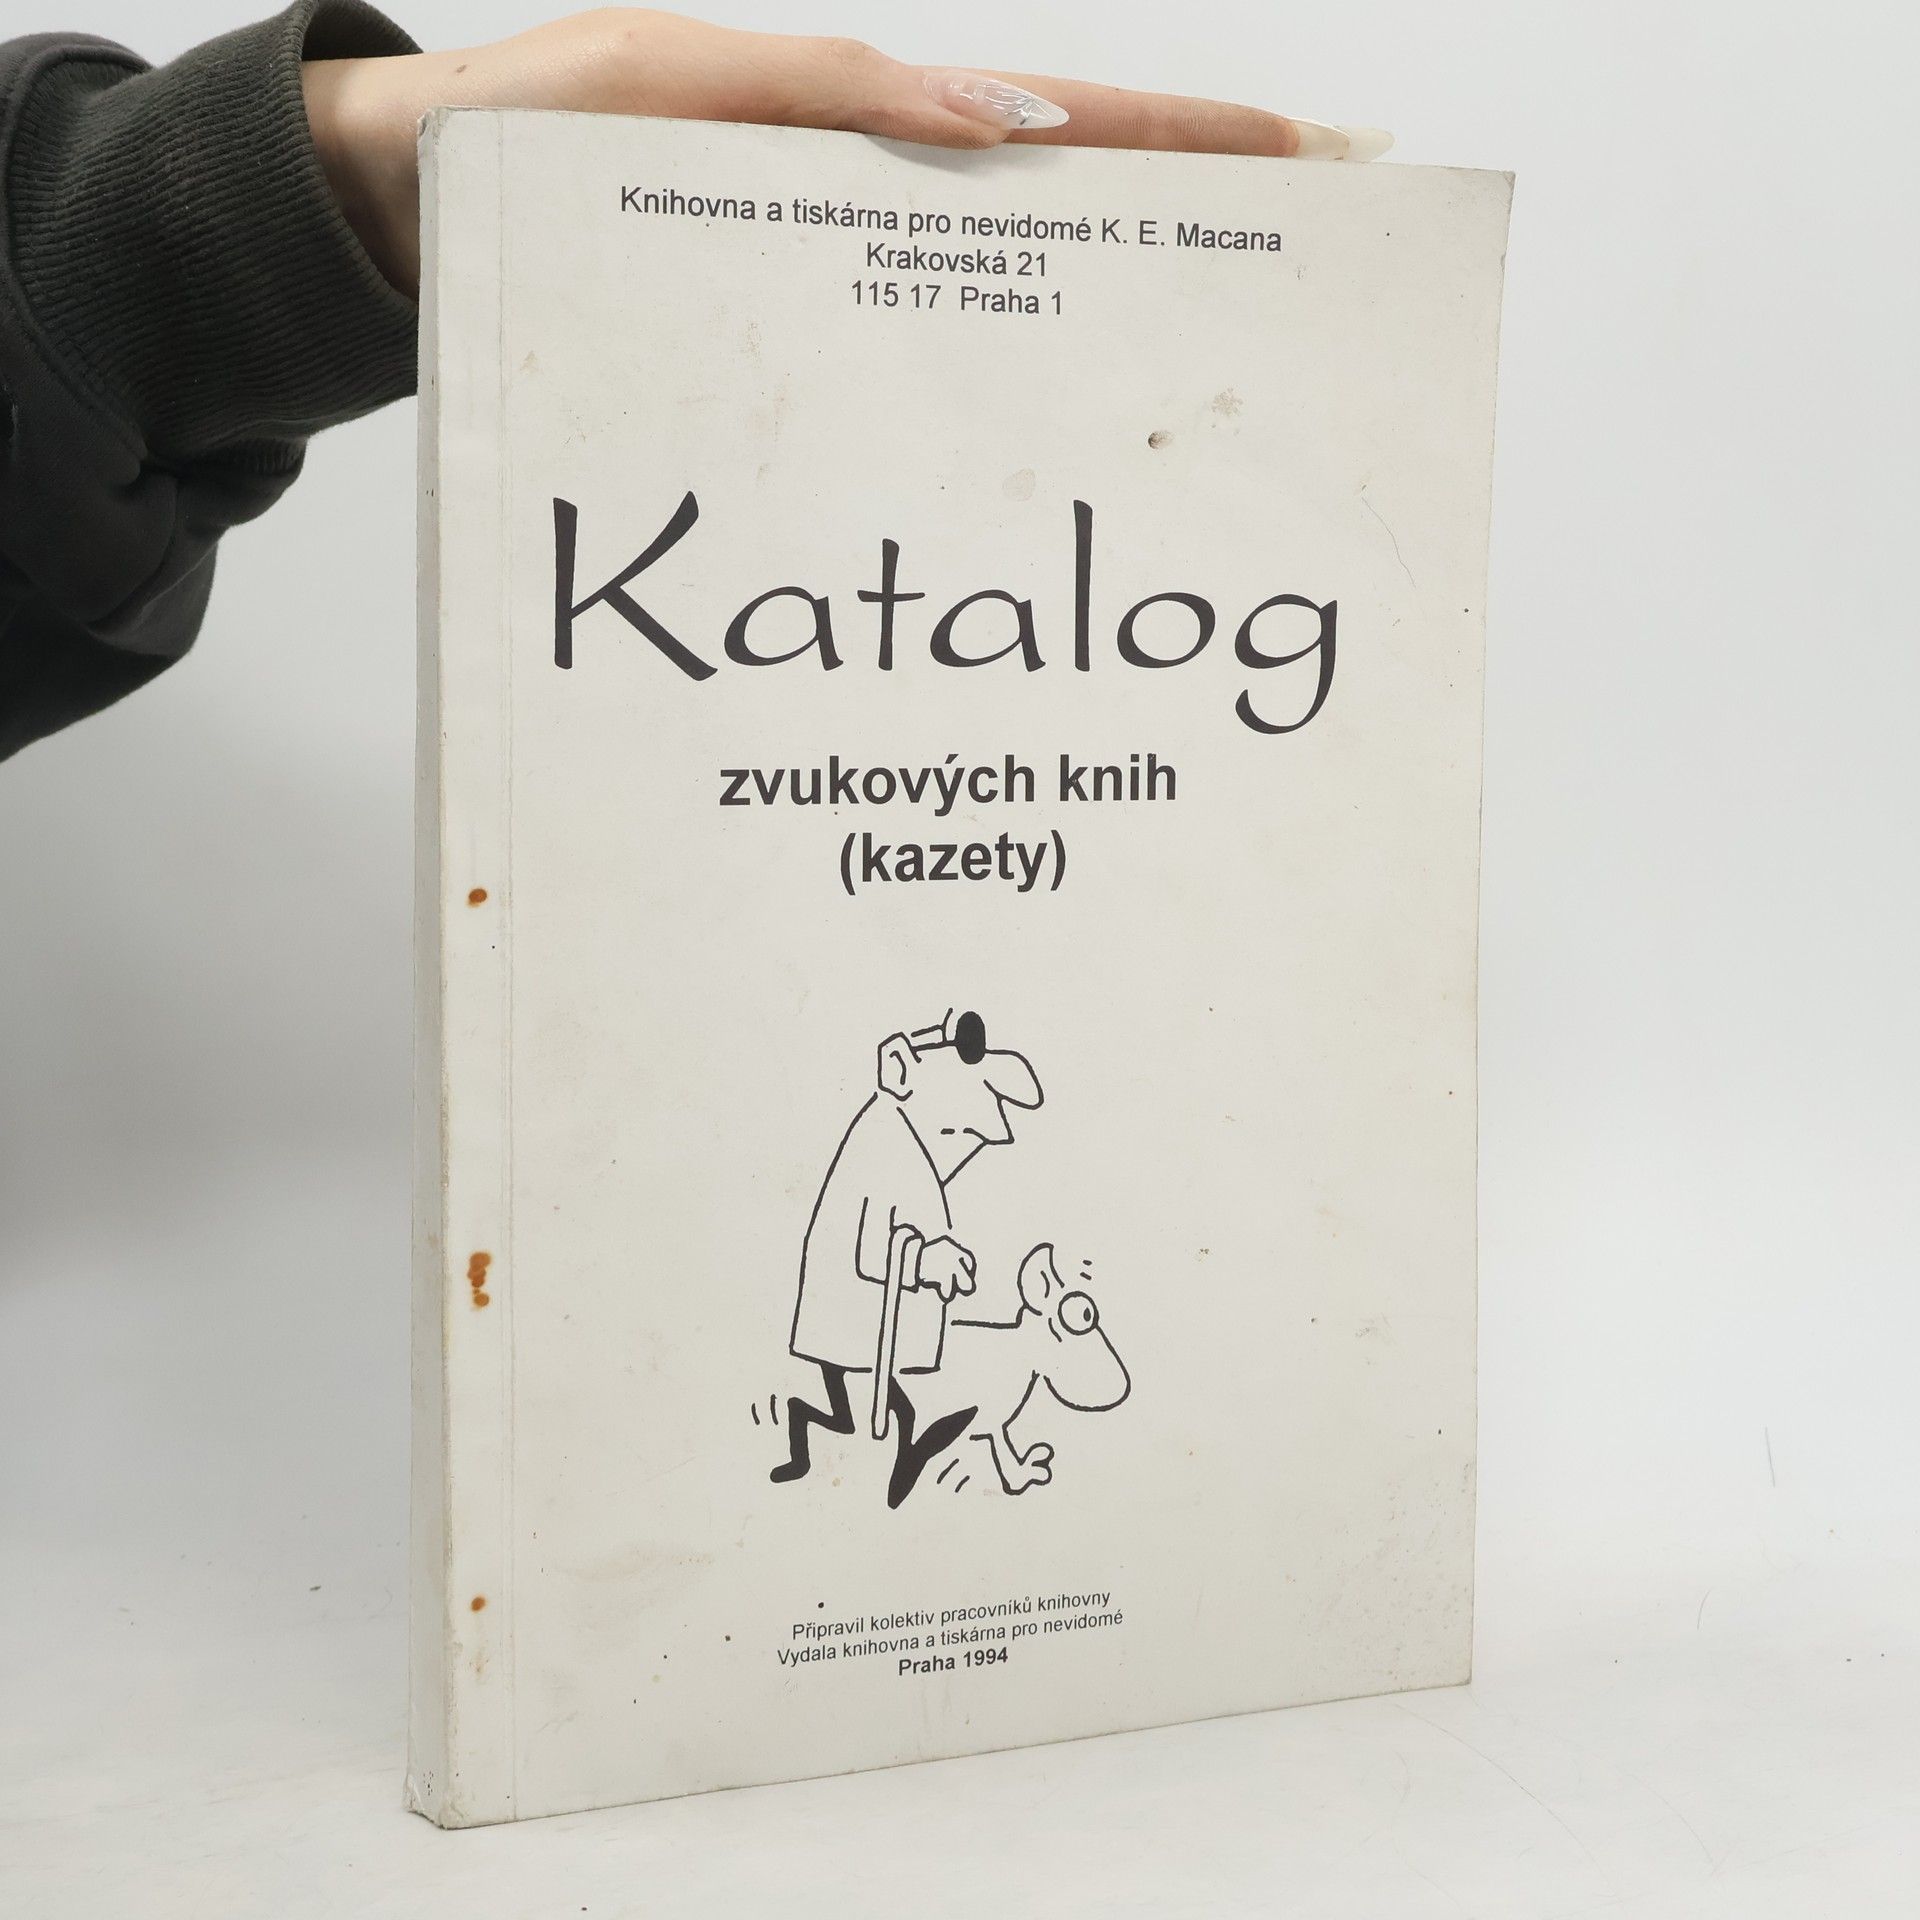 Knihovna a tiskárna pro nevidomé K. E. Macana
Krakovská 21
115 17 Praha 1
Katalog
zvukových knih
(kazety)
Připravil kolektiv pracovníků knihovny
Vydala knihovna a tiskárna pro nevidomé
Praha 1994